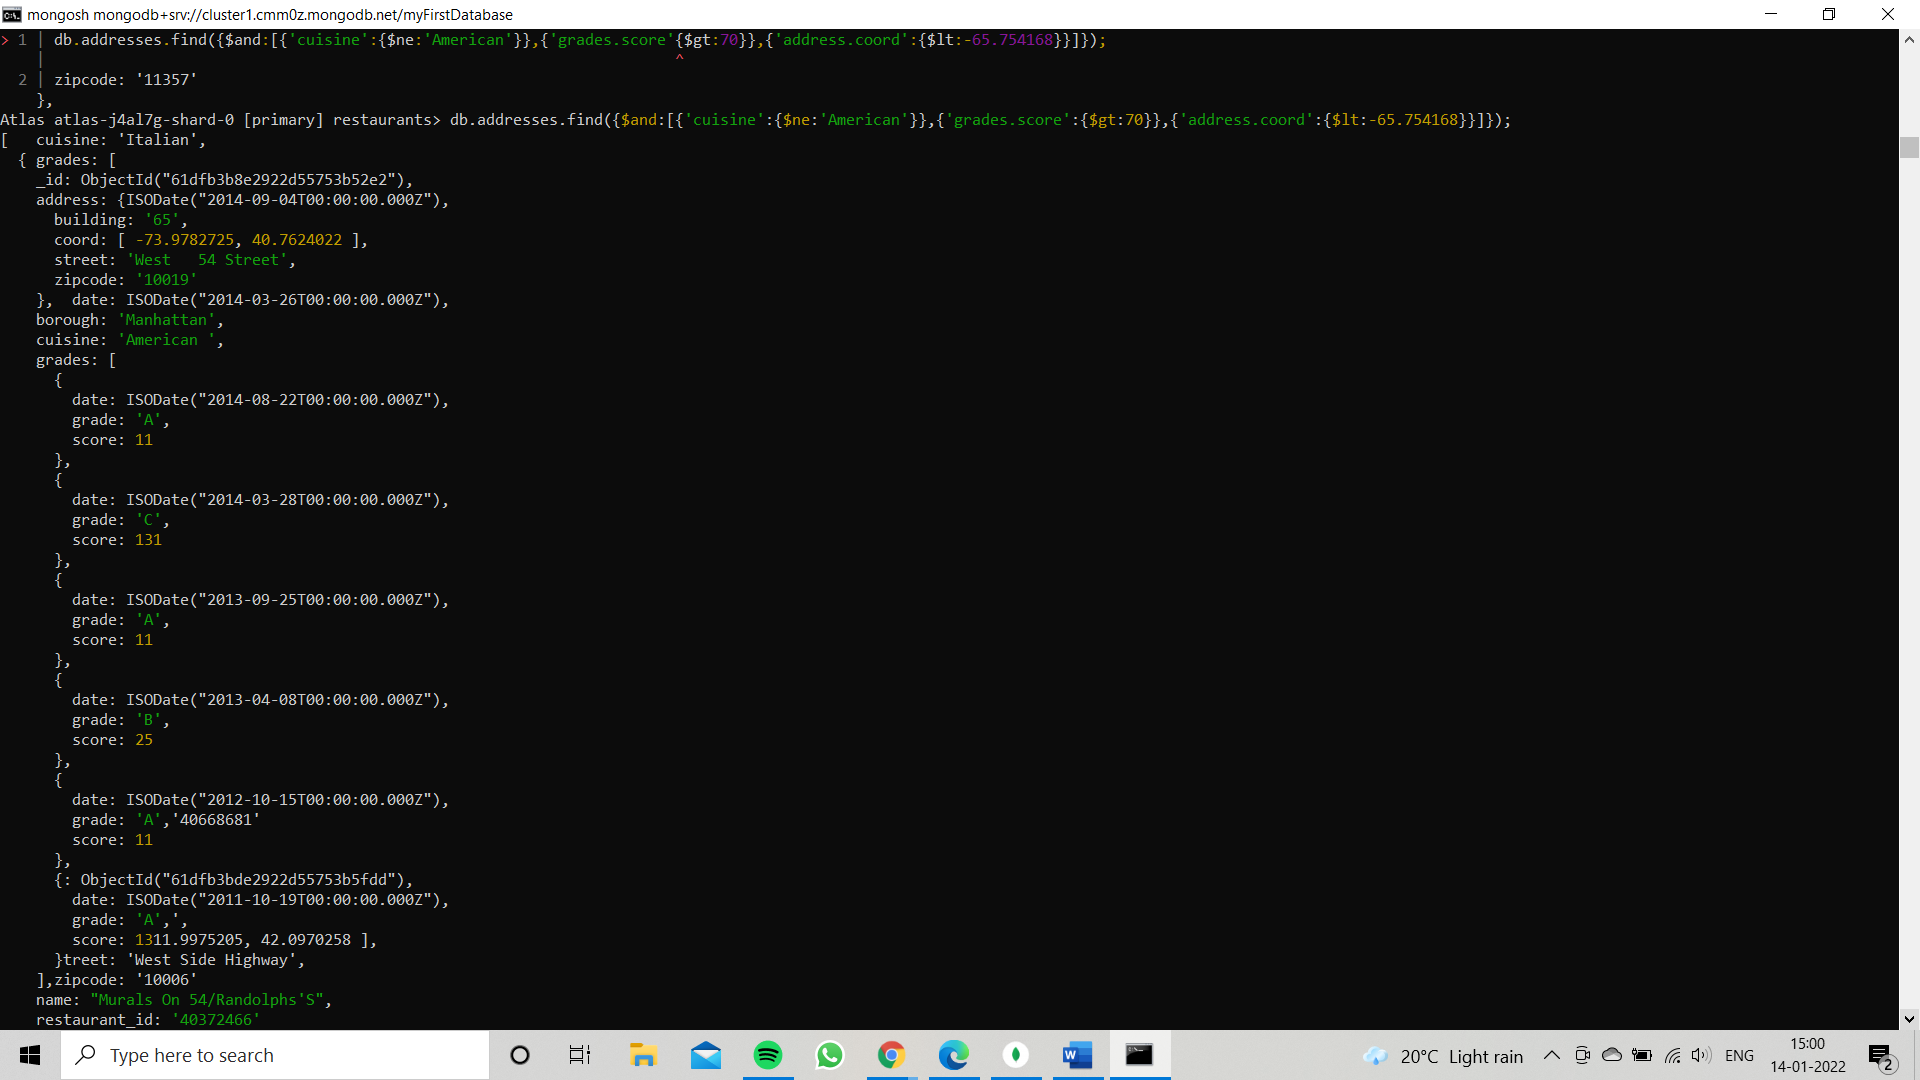 mongosh mongodb+srv://cluster1.cmm0z.mongodb.net/myFirstDatabase
> 1 | db.addresses.find({$and:[{'cuisine':{$ne:'American'}},{'grades.score'{$gt:70}},{'address.coord':{$lt:-65.754168}}]});
| ^
2 | zipcode: '11357'
},
Atlas atlas-j4al7g-shard-0 [primary] restaurants> db.addresses.find({$and:[{'cuisine':{$ne:'American'}},{'grades.score':{$gt:70}},{'address.coord':{$lt:-65.754168}}]});
[   cuisine: 'Italian',
  { grades: [
    _id: ObjectId("61dfb3b8e2922d55753b52e2"),
    address: {ISODate("2014-09-04T00:00:00.000Z"),
      building: '65',
      coord: [ -73.9782725, 40.7624022 ],
      street: 'West   54 Street',
      zipcode: '10019'
    },  date: ISODate("2014-03-26T00:00:00.000Z"),
    borough: 'Manhattan',
    cuisine: 'American ',
    grades: [
      {
        date: ISODate("2014-08-22T00:00:00.000Z"),
        grade: 'A',
        score: 11
      },
      {
        date: ISODate("2014-03-28T00:00:00.000Z"),
        grade: 'C',
        score: 131
      },
      {
        date: ISODate("2013-09-25T00:00:00.000Z"),
        grade: 'A',
        score: 11
      },
      {
        date: ISODate("2013-04-08T00:00:00.000Z"),
        grade: 'B',
        score: 25
      },
      {
        date: ISODate("2012-10-15T00:00:00.000Z"),
        grade: 'A','40668681'
        score: 11
      },
      {: ObjectId("61dfb3bde2922d55753b5fdd"),
        date: ISODate("2011-10-19T00:00:00.000Z"),
        grade: 'A',',
        score: 1311.9975205, 42.0970258 ],
      }treet: 'West Side Highway',
    ],zipcode: '10006'
    name: "Murals On 54/Randolphs'S",
    restaurant_id: '40372466'
Type here to search
20°C Light rain
ENG
15:00
14-01-2022
2